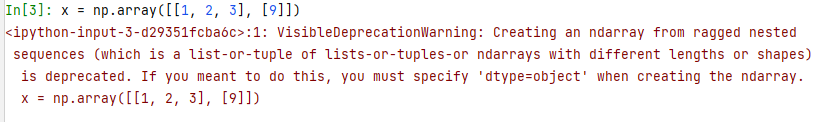 In[3]: x = np.array([[1, 2, 3], [9]])
<ipython-input-3-d29351fcba6c>:1: VisibleDeprecationWarning: Creating an ndarray from ragged nested
sequences (which is a list-or-tuple of lists-or-tuples-or ndarrays with different lengths or shapes)
is deprecated. If you meant to do this, you must specify 'dtype=object' when creating the ndarray.
x = np.array([[1, 2, 3], [9]])